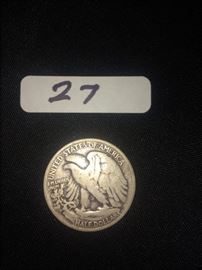 27
UNITED STATES OF AMERICA
HALF DOLLAR